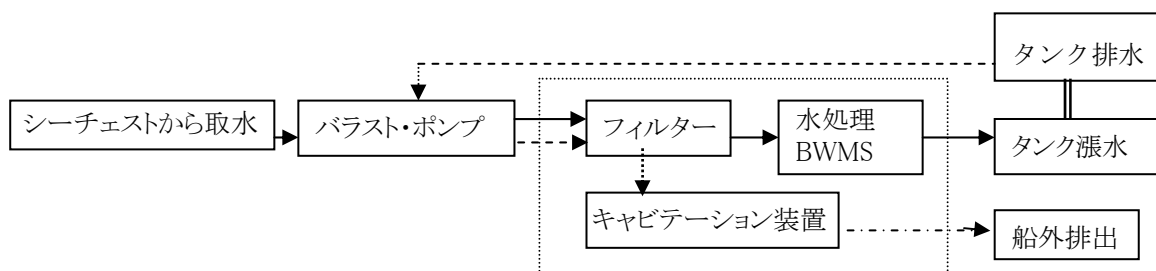 タンク排水
シーチェストから取水
バラスト・ポンプ
フィルター
水処理
BWMS
タンク漲水
キャビテーション装置
船外排出